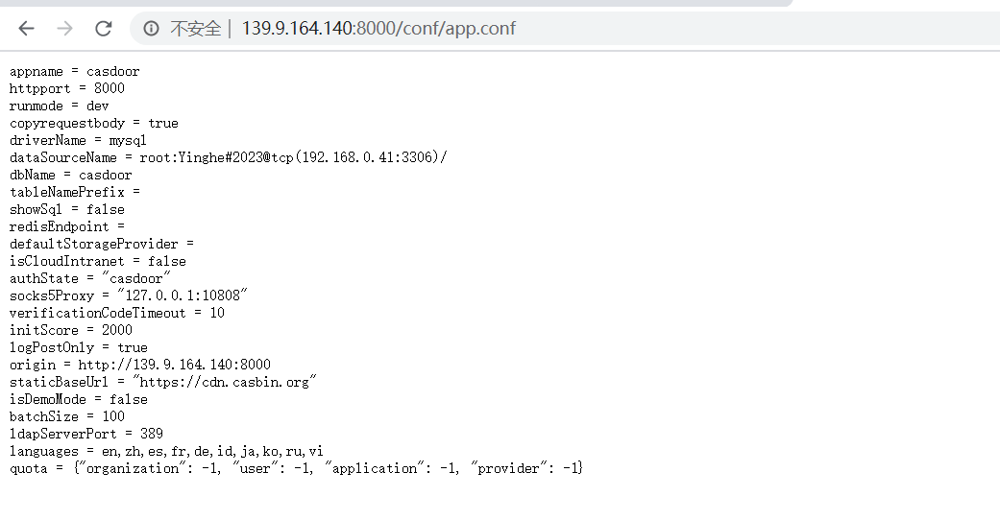 不安全 | 139.9.164.140:8000/conf/app.conf
appname = casdoor
httpport = 8000
runmode = dev
copyrequestbody = true
driverName = mysql
dataSourceName = root:Yinghe#2023@tcp(192.168.0.41:3306)/
dbName = casdoor
tableNamePrefix =
showSql = false
redisEndpoint =
defaultStorageProvider =
isCloudIntranet = false
authState = "casdoor"
socks5Proxy = "127.0.0.1:10808"
verificationCodeTimeout = 10
initScore = 2000
logPostOnly = true
origin = http://139.9.164.140:8000
staticBaseUrl = "https://cdn.casbin.org"
isDemoMode = false
batchSize = 100
ldapServerPort = 389
languages = en,zh,es,fr,de,id,ja,ko,ru,vi
quota = {"organization": -1, "user": -1, "application": -1, "provider": -1}